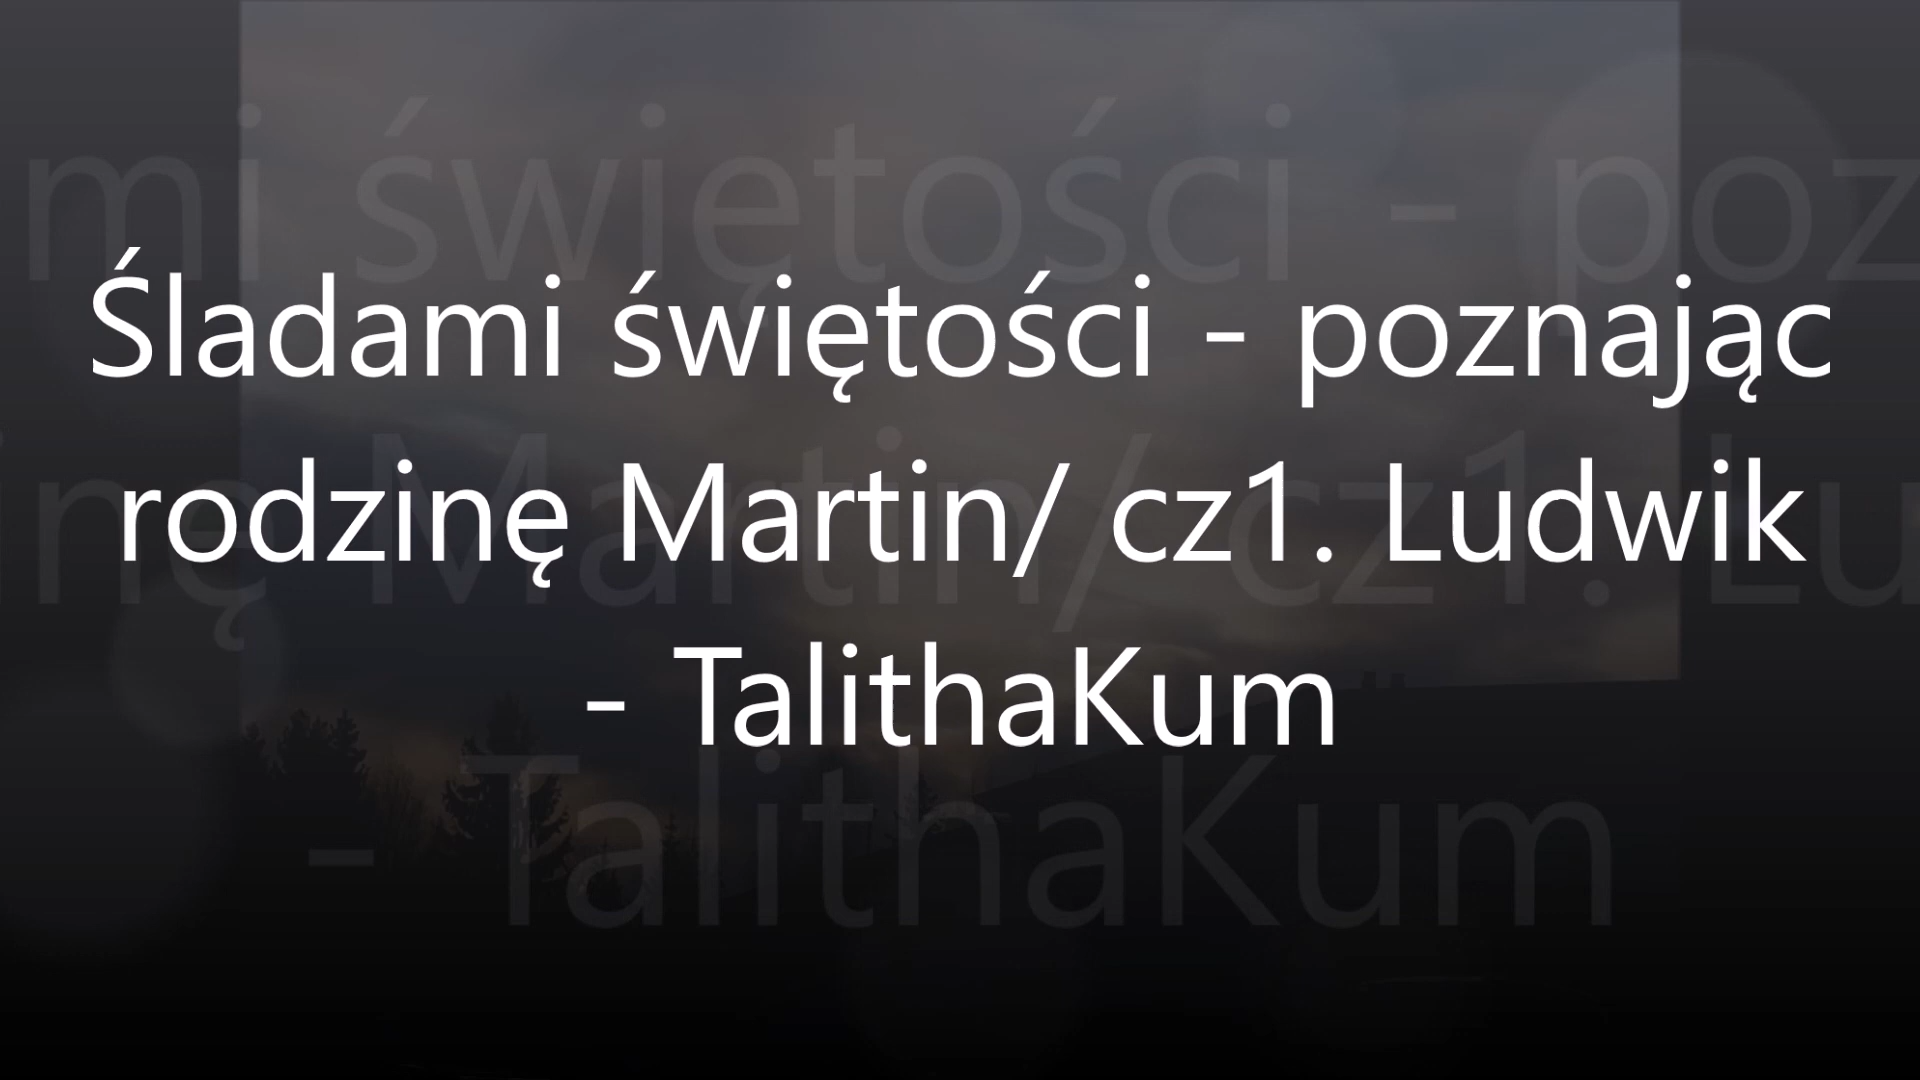 Śladami świętości - poznając
rodzinę Martin/ cz1. Ludwik
- TalithaKum